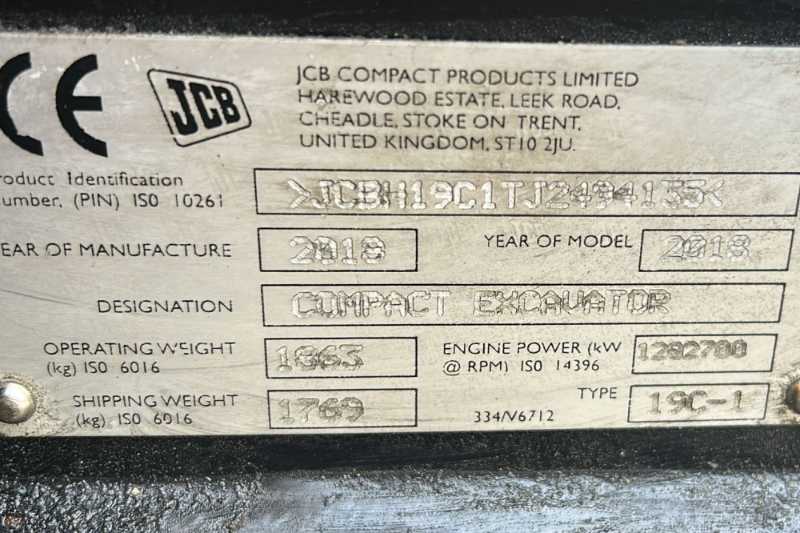 CE
JCB
JCB COMPACT PRODUCTS LIMITED
HAREWOOD ESTATE, LEEK ROAD,
CHEADLE, STOKE ON TRENT,
UNITED KINGDOM, ST10 2JU.
roduct Identification
umber, (PIN) ISO 10261
>JCBH19C1TJ2494135<
EAR OF MANUFACTURE 2018 YEAR OF MODEL 2018
DESIGNATION COMPACT EXCAVATOR
OPERATING WEIGHT
(kg) ISO 6016
1863
ENGINE POWER (kW
@ RPM) ISO 14396
SHIPPING WEIGHT
(kg) ISO 6016
1769
334/V6712
TYPE 19C-1